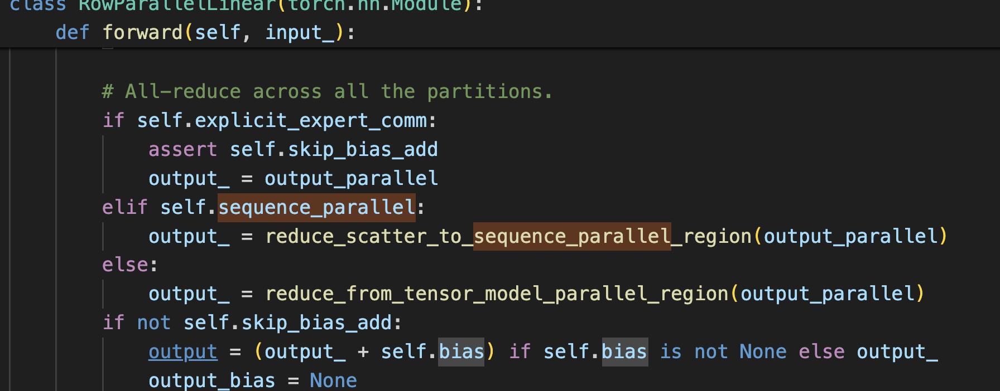 class RowParallelLinear(torch.nn.Module):
def forward(self, input_):
# All-reduce across all the partitions.
if self.explicit_expert_comm:
assert self.skip_bias_add
output_ = output_parallel
elif self.sequence_parallel:
output_ = reduce_scatter_to_sequence_parallel_region(output_parallel)
else:
output_ = reduce_from_tensor_model_parallel_region(output_parallel)
if not self.skip_bias_add:
output = (output_ + self.bias) if self.bias is not None else output_
output_bias = None